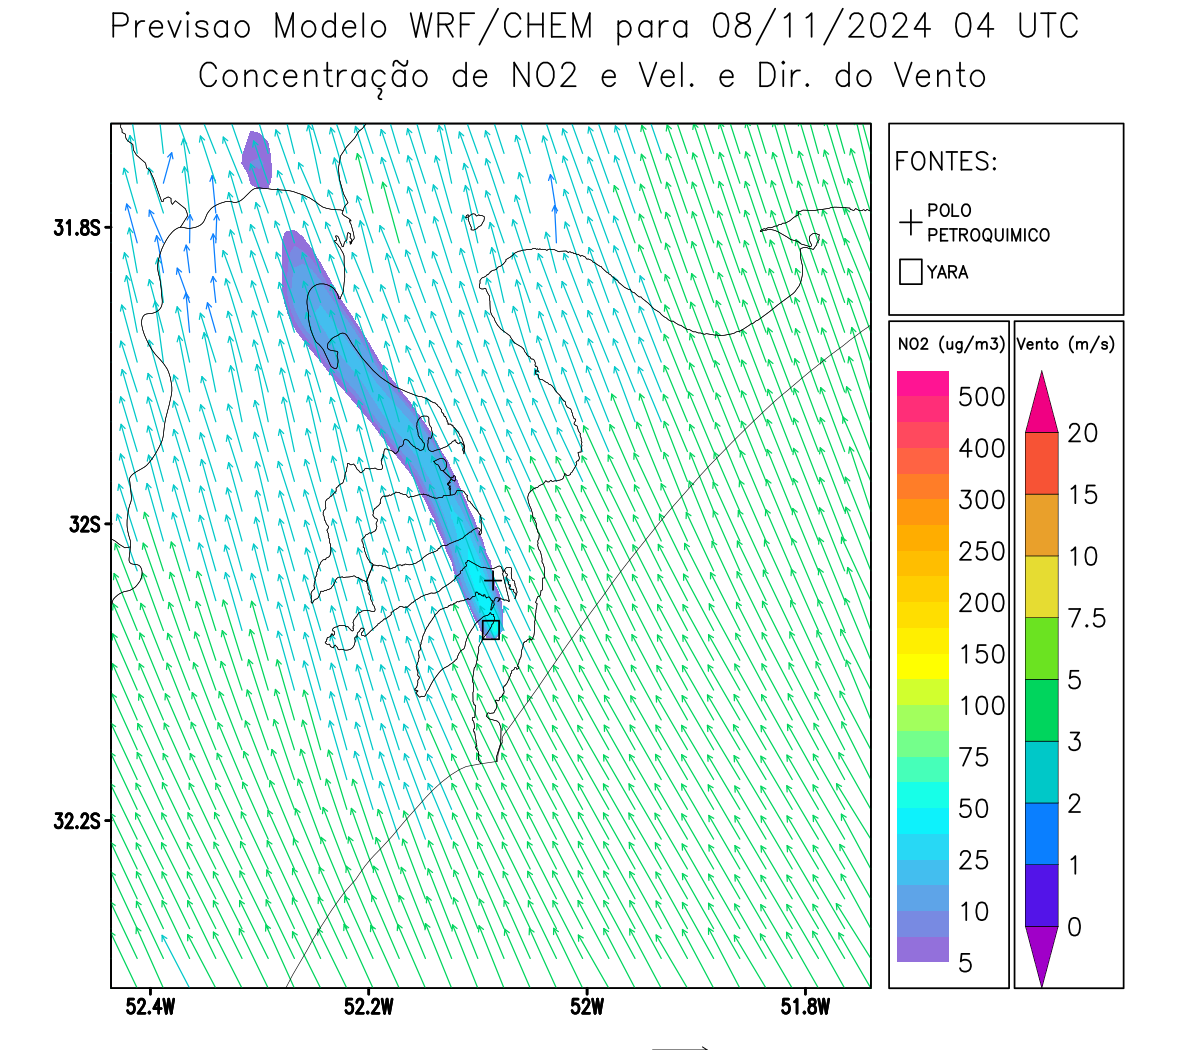 Previsao Modelo WRF/CHEM para 08/11/2024 04 UTC
Concentração de NO2 e Vel. e Dir. do Vento
FONTES:
POLO
PETROQUIMICO
YARA
NO2 (ug/m3)
500
400
300
250
200
150
100
75
50
25
10
5
Vento (m/s)
20
15
10
7.5
5
3
2
1
0
31.8S
32S
32.2S
52.4W
52.2W
52W
51.8W